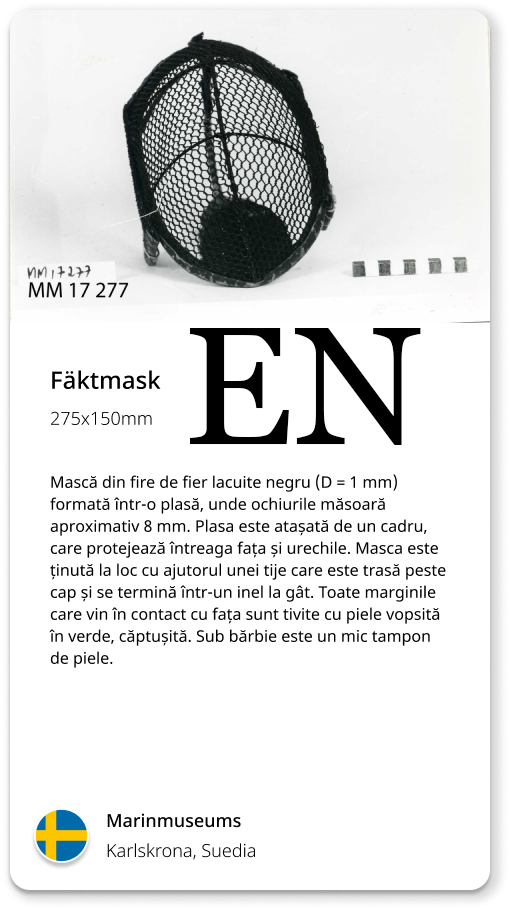 MM 17277
MM 17 277
EN
Fäktmask
275x150mm
Mască din fire de fier lacuite negru (D = 1 mm)
formată într-o plasă, unde ochiurile măsoară
aproximativ 8 mm. Plasa este atașată de un cadru,
care protejează întreaga fața și urechile. Masca este
ținută la loc cu ajutorul unei tije care este trasă peste
cap și se termină într-un inel la gât. Toate marginile
care vin în contact cu fața sunt tivite cu piele vopsită
în verde, căptușită. Sub bărbie este un mic tampon
de piele.
Marinmuseums
Karlskrona, Suedia